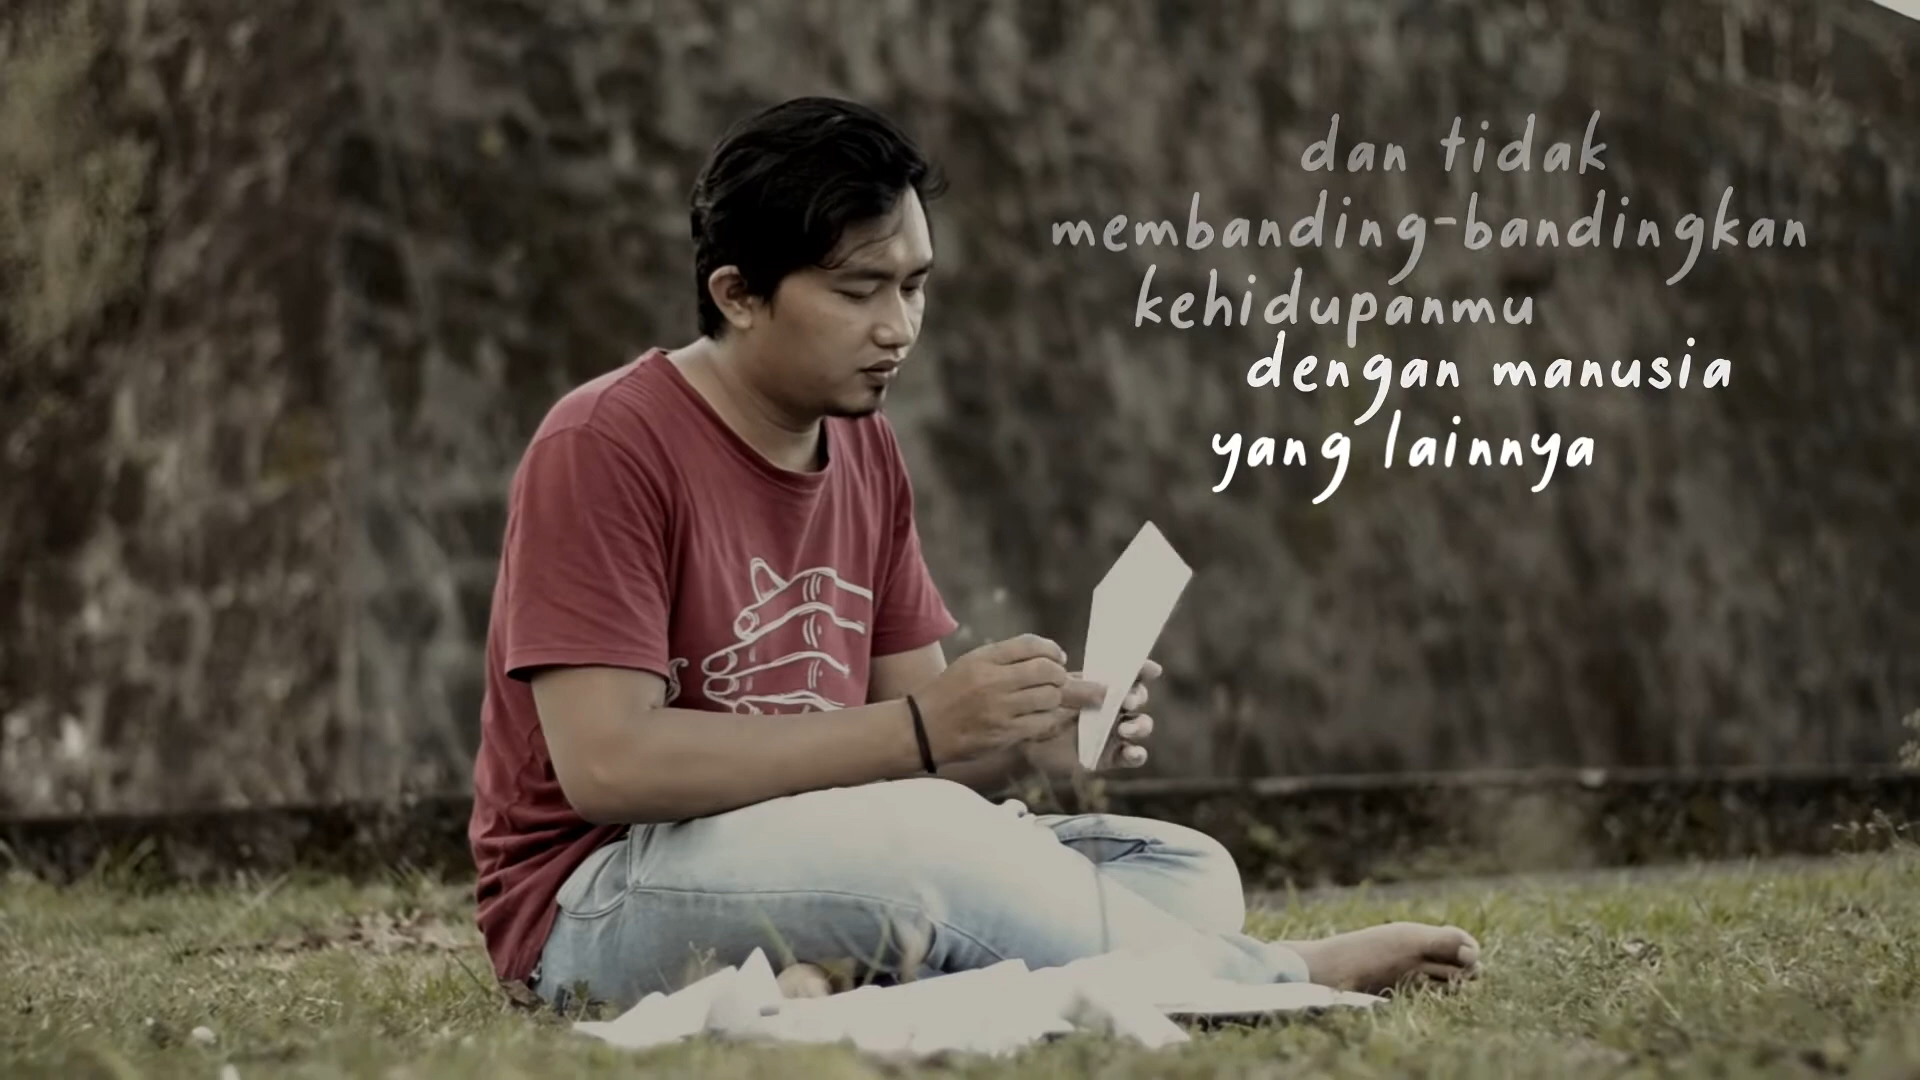 dan tidak
membanding-bandingkan
kehidupanmu
dengan manusia
yang lainnya